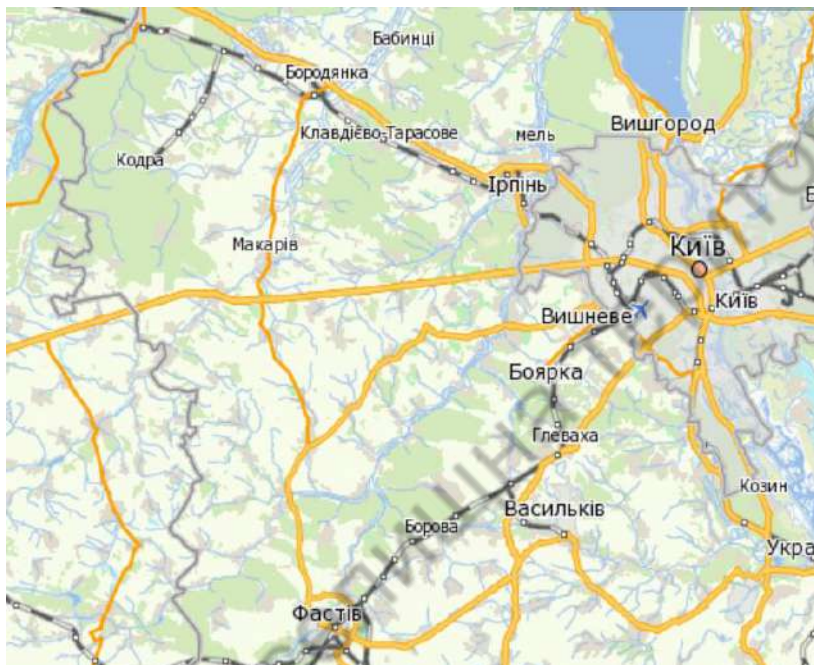 Бабинці
Бородянка
Клавдієво-Тарасове
мель
Вишгород
Кодра
Ірпінь
Макарів
Київ
Київ
Вишневе
Боярка
Глеваха
Козин
Васильків
Борова
Укра
Фастів